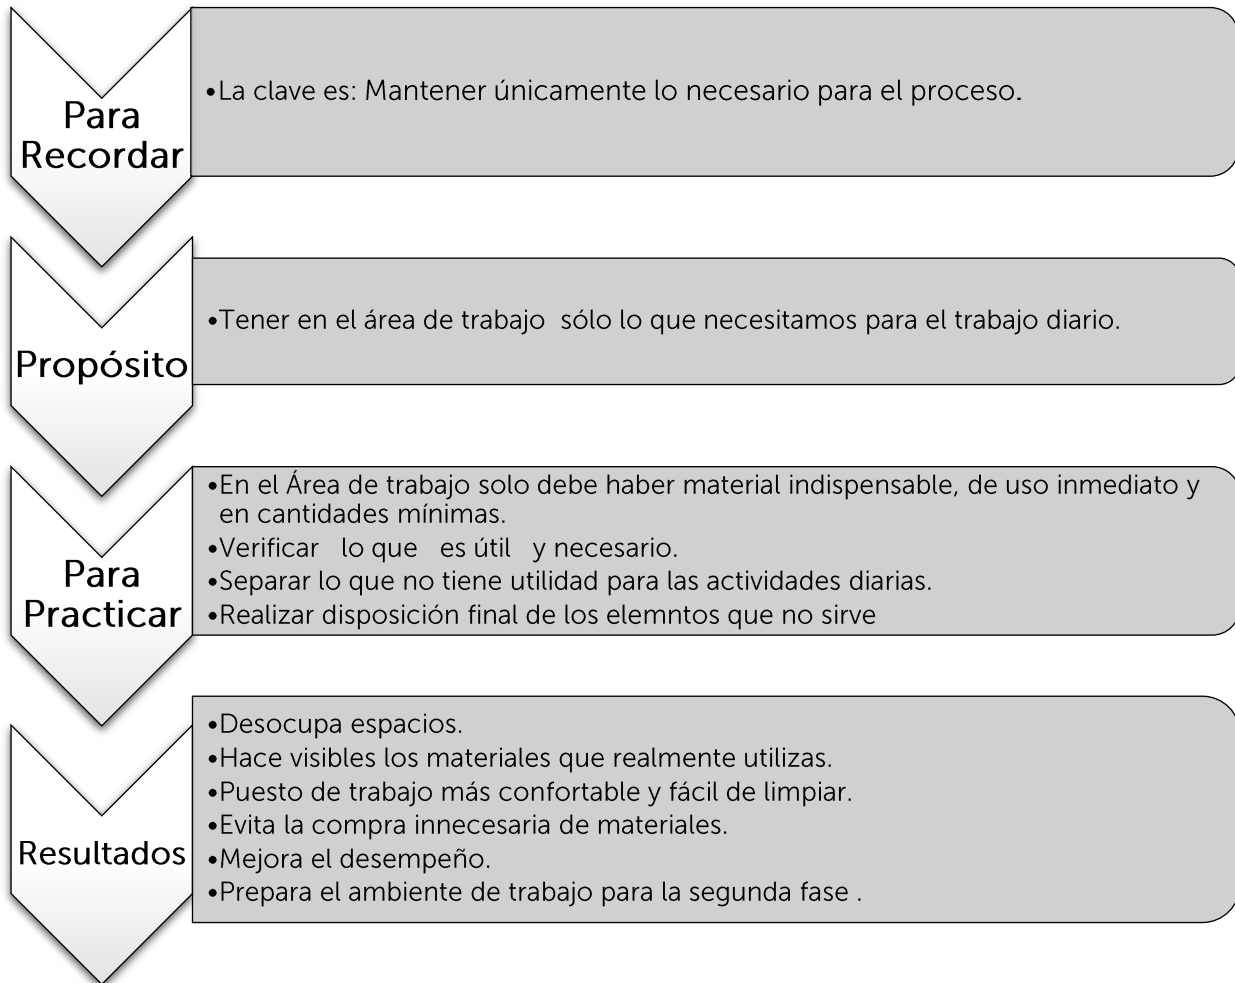 Para
Recordar
•La clave es: Mantener únicamente lo necesario para el proceso.
Propósito
•Tener en el área de trabajo sólo lo que necesitamos para el trabajo diario.
Para
Practicar
•En el Área de trabajo solo debe haber material indispensable, de uso inmediato y
en cantidades mínimas.
•Verificar lo que es útil y necesario.
•Separar lo que no tiene utilidad para las actividades diarias.
•Realizar disposición final de los elemntos que no sirve
Resultados
•Desocupa espacios.
•Hace visibles los materiales que realmente utilizas.
•Puesto de trabajo más confortable y fácil de limpiar.
•Evita la compra innecesaria de materiales.
•Mejora el desempeño.
•Prepara el ambiente de trabajo para la segunda fase .